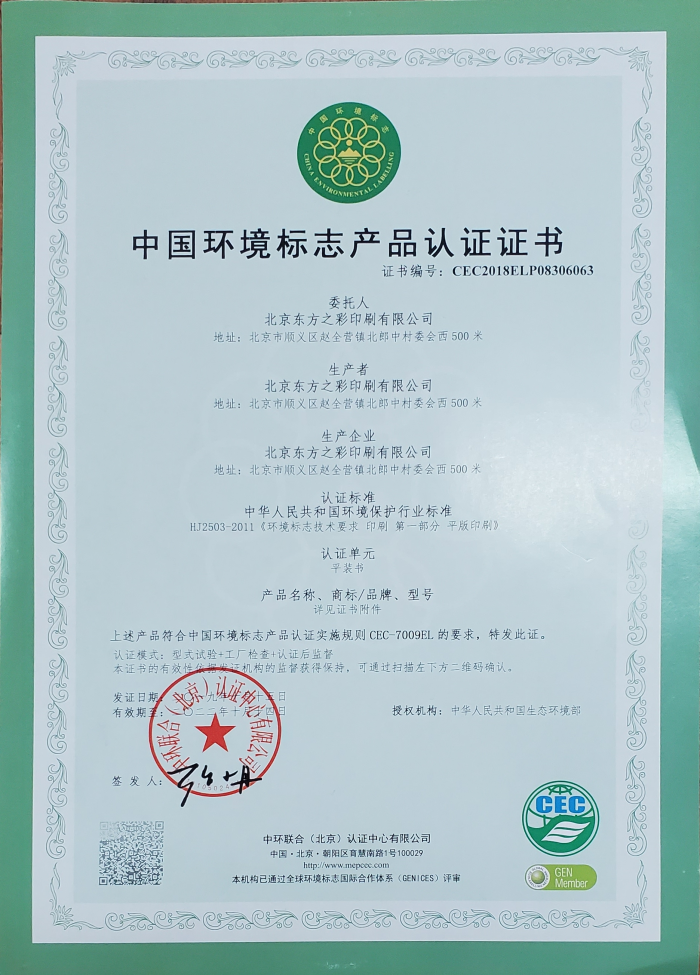 中国环境标志
CHINA ENVIRONMENTAL LABELLING
中国环境标志产品认证证书
证书编号：CEC2018ELP08306063
委托人
北京东方之彩印刷有限公司
地址：北京市顺义区赵全营镇北郎中村委会西500米
生产者
北京东方之彩印刷有限公司
地址：北京市顺义区赵全营镇北郎中村委会西500米
生产企业
北京东方之彩印刷有限公司
地址：北京市顺义区赵全营镇北郎中村委会西500米
认证标准
中华人民共和国环境保护行业标准
HJ2503-2011《环境标志技术要求 印刷 第一部分 平版印刷》
认证单元
平装书
产品名称、商标/品牌、型号
详见证书附件
上述产品符合中国环境标志产品认证实施规则CEC-7009EL的要求，特发此证。
认证模式：型式试验+工厂检查+认证后监督
本证书的有效性依据发证机构的监督获得保持，可通过扫描左下方二维码确认。
发证日期：
有效期至：
授权机构：中华人民共和国生态环境部
中环联合（北京）认证中心有限公司
签发人：
CEC
GEN
Member
中环联合（北京）认证中心有限公司
中国·北京·朝阳区育慧南路1号100029
http://www.mepcec.com
本机构已通过全球环境标志国际合作体系（GENICES）评审